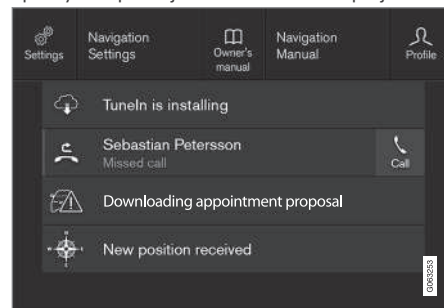 Settings
Navigation
Settings
Owner's
manual
Navigation
Manual
Profile
TuneIn is installing
Sebastian Petersson
Missed call
Call
Downloading appointment proposal
New position received
G063253